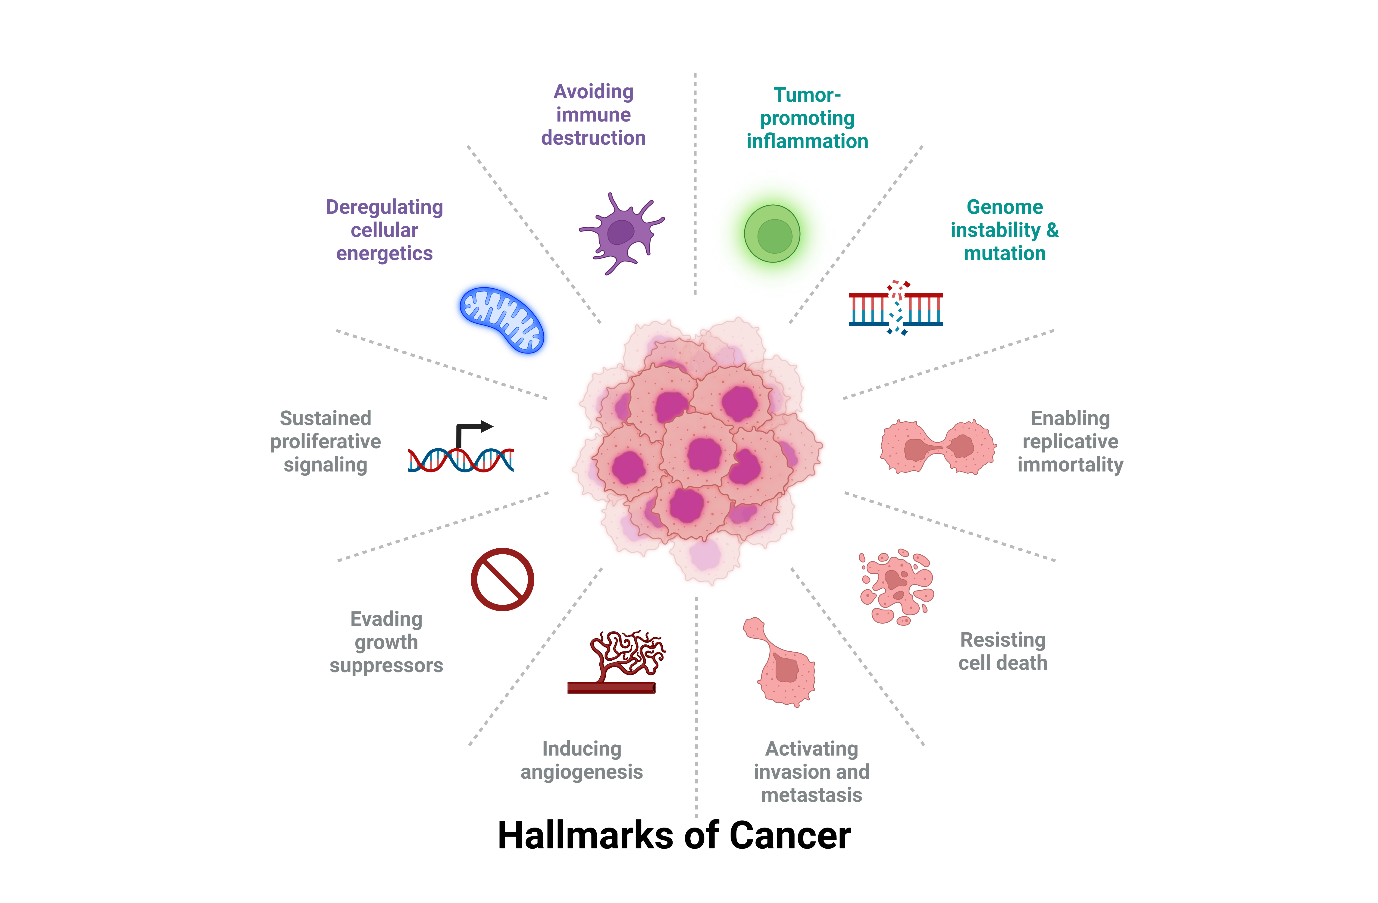 Avoiding
immune
destruction
Tumor-
promoting
inflammation
Genome
instability &
mutation
Enabling
replicative
immortality
Resisting
cell death
Activating
invasion and
metastasis
Inducing
angiogenesis
Evading
growth
suppressors
Sustained
proliferative
signaling
Deregulating
cellular
energetics
Hallmarks of Cancer